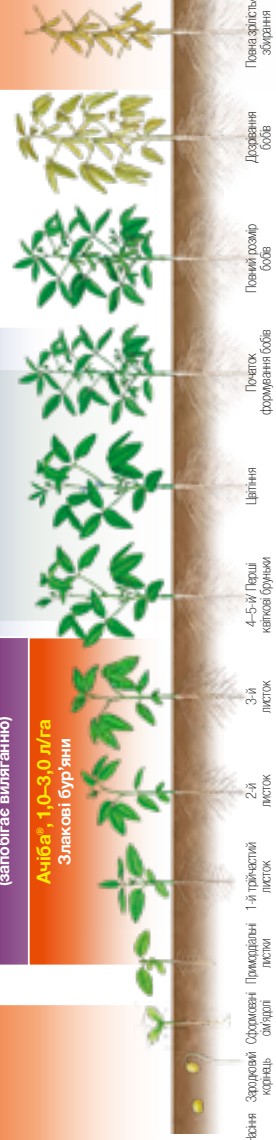 (запобігає виляганню)
Ачіба®, 1,0–3,0 л/га
Злакові бур’яни
Зародковий
корінець
Сформовані
сім’ядолі
Примордіальні
листки
1-й трійчастий
листок
2-й
листок
3-й
листок
4–5-й/ Перші
квіткові бруньки
Цвітіння
Початок
формування бобів
Повний розмір
бобів
Дозрівання
бобів
Повна зрілість/
збирання